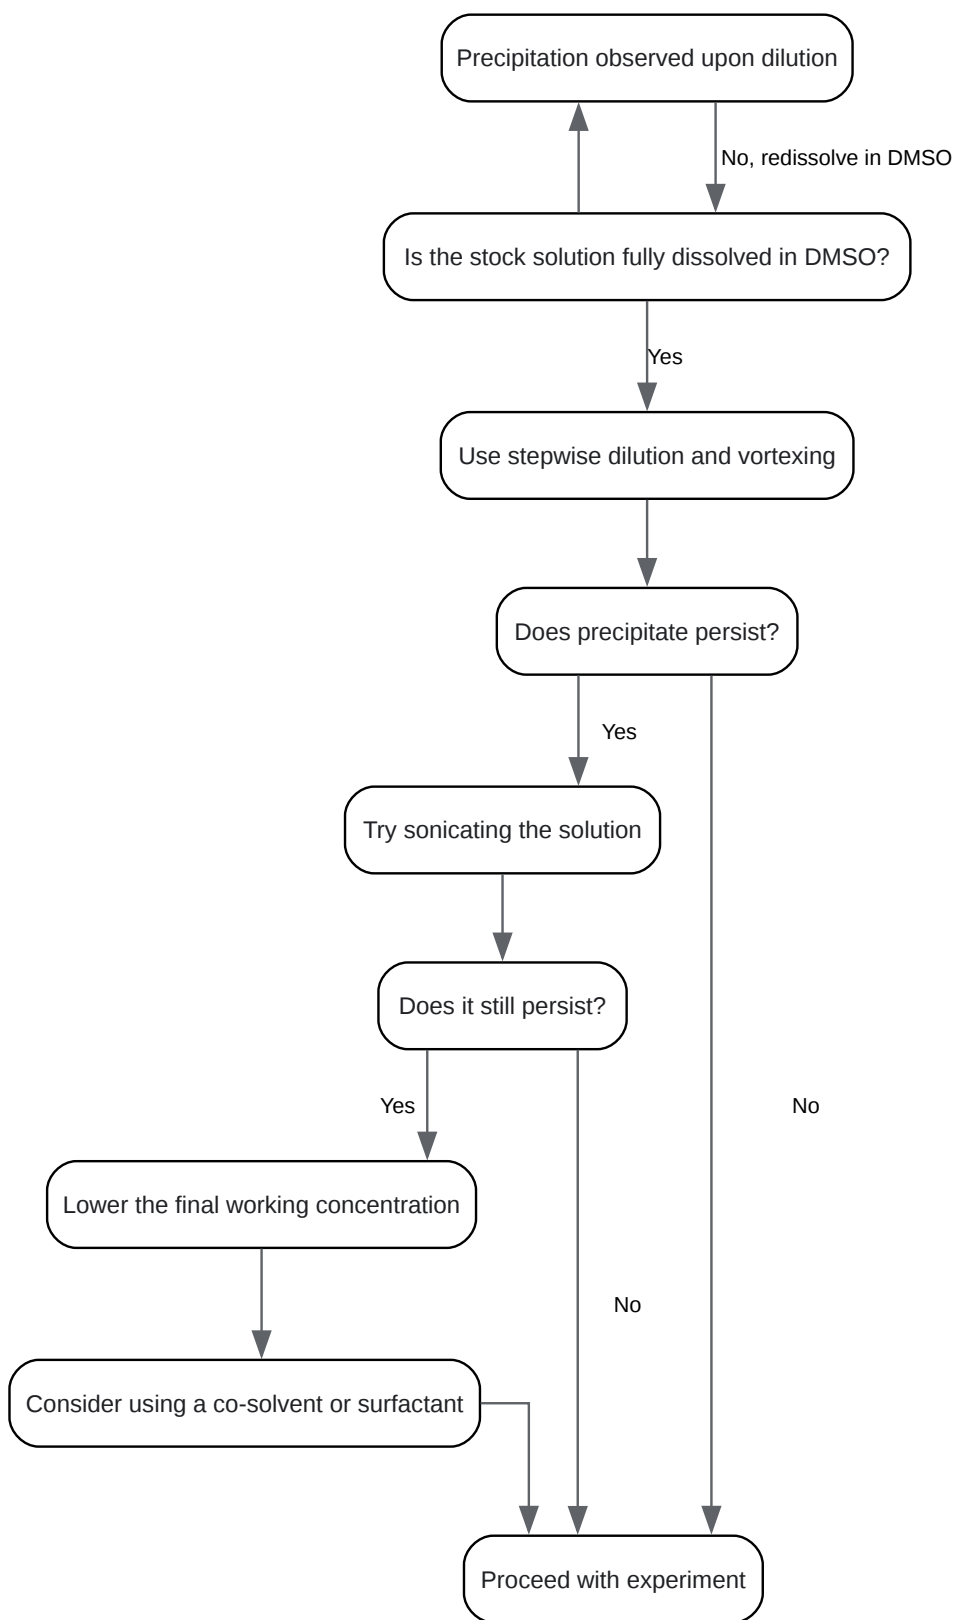 Precipitation observed upon dilution
No, redissolve in DMSO
Is the stock solution fully dissolved in DMSO?
Yes
Use stepwise dilution and vortexing
Does precipitate persist?
Yes
Try sonicating the solution
Does it still persist?
Yes
No
Lower the final working concentration
No
Consider using a co-solvent or surfactant
Proceed with experiment